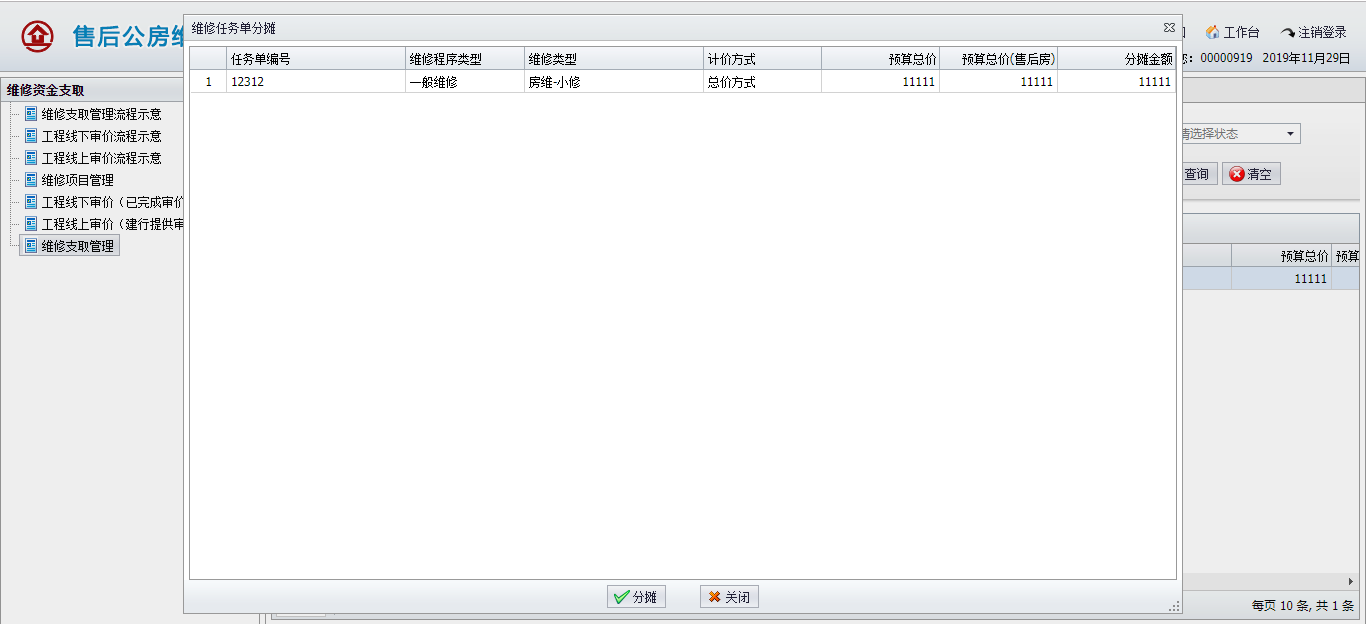 售后公房维
工作台 注销登录
00000919 2019年11月29日
维修资金支取
维修支取管理流程示意
工程线下审价流程示意
工程线上审价流程示意
维修项目管理
工程线下审价（已完成审价
工程线上审价（建行提供审
维修支取管理
维修任务单分摊
任务单编号 维修程序类型 维修类型 计价方式 预算总价 预算总价(售后房) 分摊金额
1 12312 一般维修 房维-小修 总价方式 11111 11111 11111
分摊 关闭
请选择状态
查询 清空
预算总价 预算
11111
每页 10 条, 共 1 条